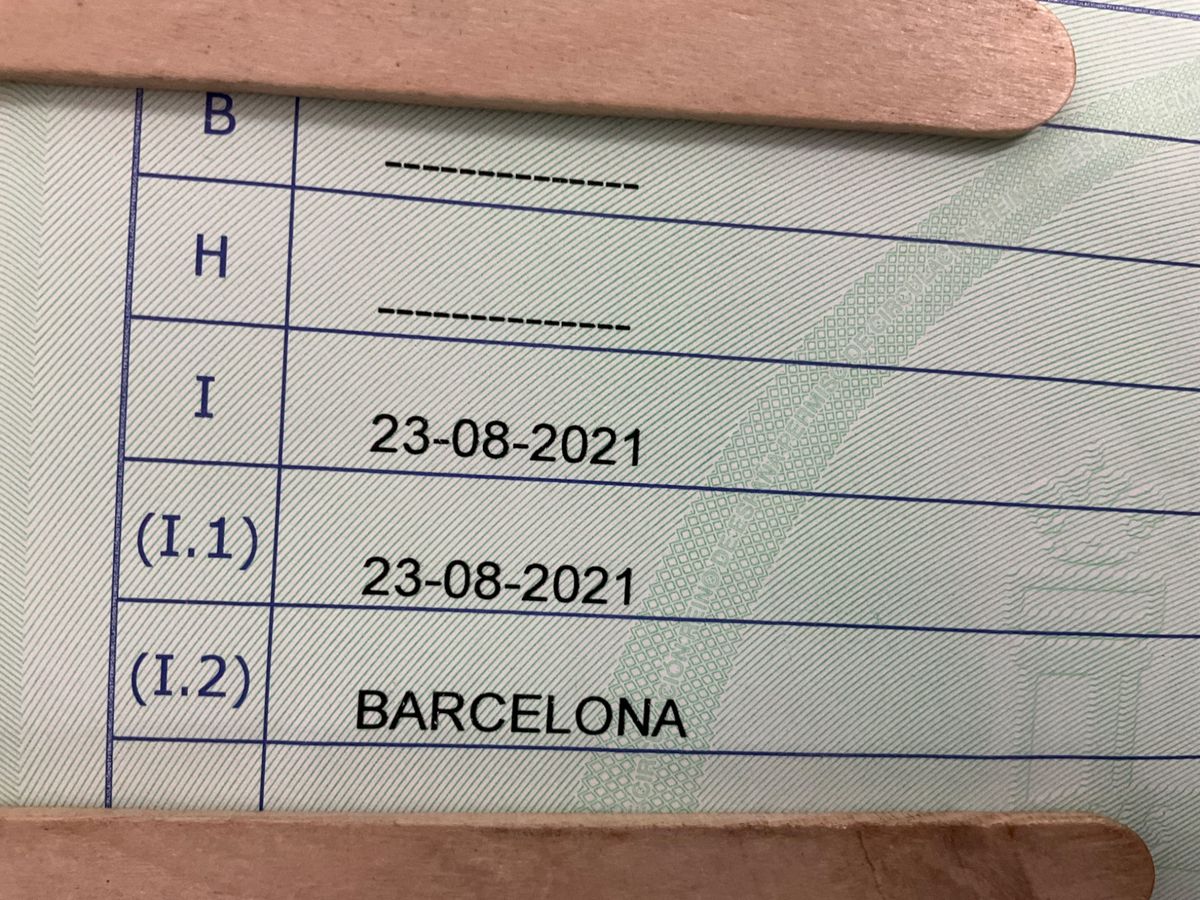 B --------------
H --------------
I 23-08-2021
(I.1) 23-08-2021
(I.2) BARCELONA